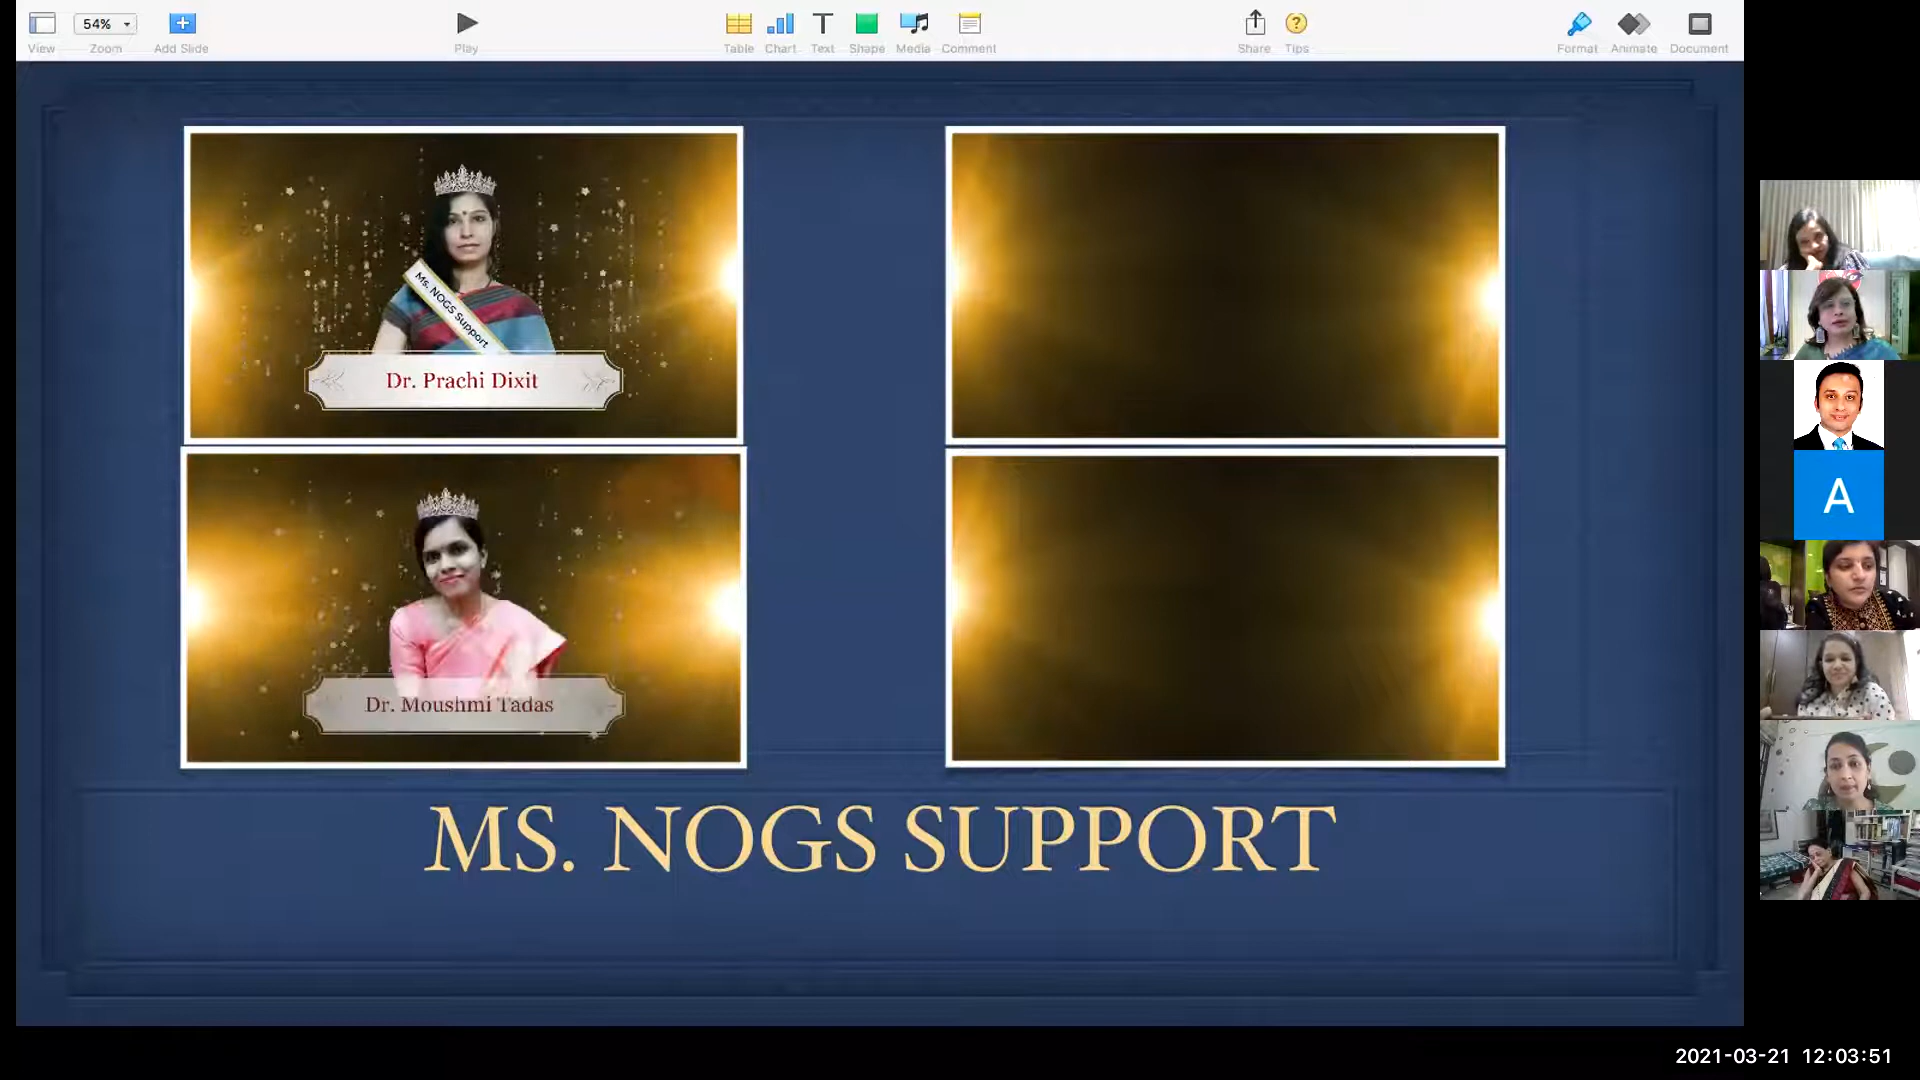 54%
View
Zoom
Add Slide
Play
Table
Chart
Text
Shape
Media
Comment
Share
Tips
Format
Animate
Document
Ms. NOGS Support
Dr. Prachi Dixit
Dr. Moushmi Tadas
MS. NOGS SUPPORT
A
2021-03-21 12:03:51